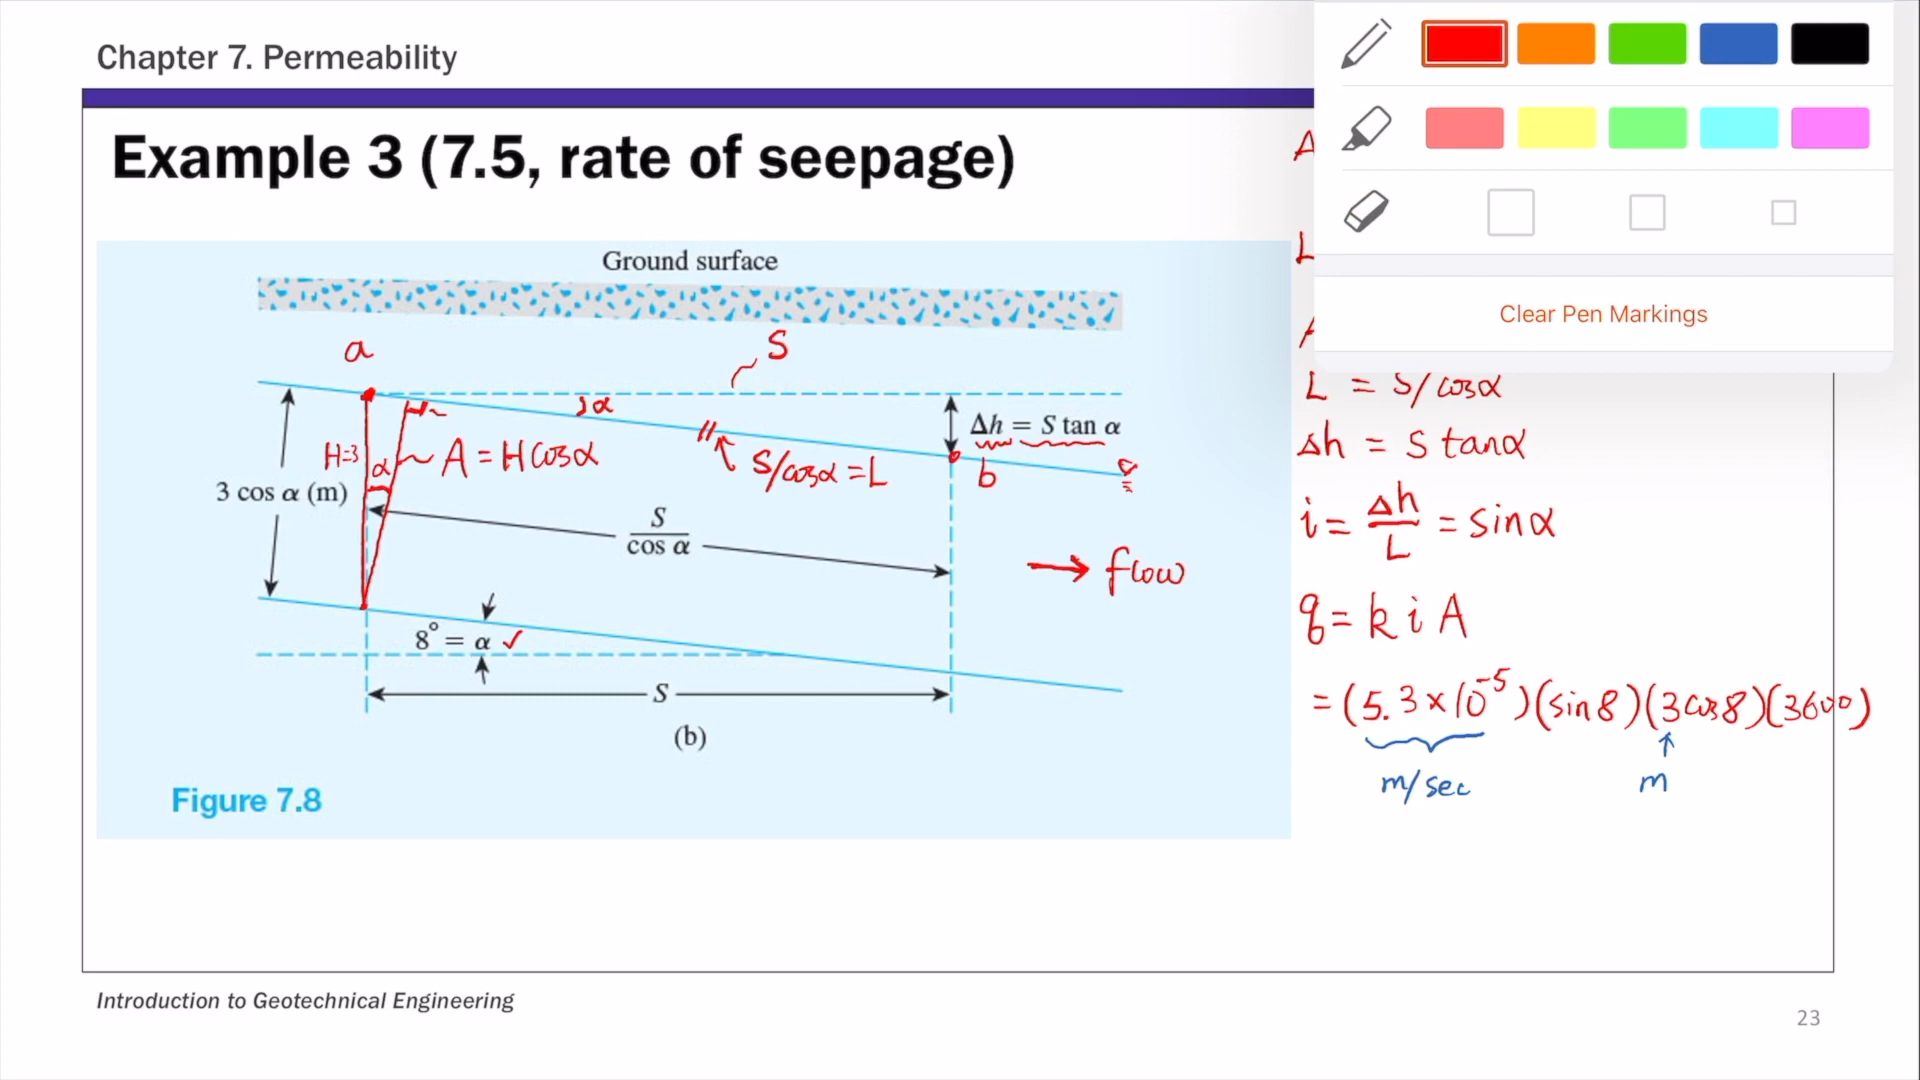 Chapter 7. Permeability
Example 3 (7.5, rate of seepage)
Ground surface
a
S
α
Δh = S tan α
H=3
α
A = H cos α
S/cosα = L
b
3 cos α (m)
S
cos α
→ flow
8° = α ✓
S
(b)
Figure 7.8
A
L
L = S/cosα
Δh = S tanα
i = Δh/L = sinα
q = k i A
= (5.3×10⁻⁵)(sin8)(3cos8)(3600)
m/sec
m
Clear Pen Markings
Introduction to Geotechnical Engineering
23